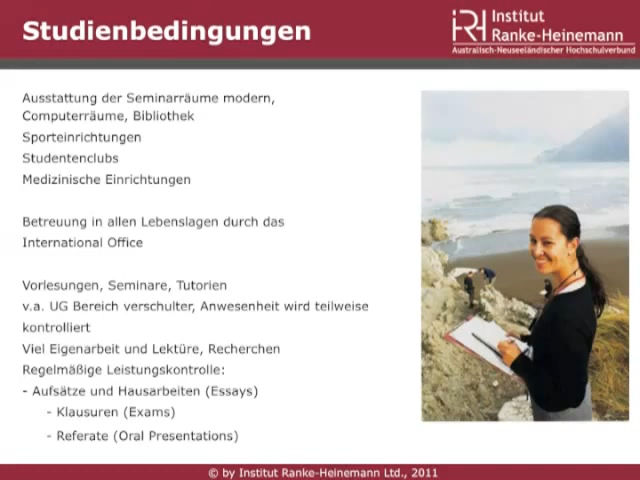 Studienbedingungen
iRH Institut
Ranke-Heinemann
Australisch-Neuseeländischer Hochschulverbund
Ausstattung der Seminarräume modern,
Computerräume, Bibliothek
Sporteinrichtungen
Studentenclubs
Medizinische Einrichtungen
Betreuung in allen Lebenslagen durch das
International Office
Vorlesungen, Seminare, Tutorien
v.a. UG Bereich verschulter, Anwesenheit wird teilweise
kontrolliert
Viel Eigenarbeit und Lektüre, Recherchen
Regelmäßige Leistungskontrolle:
- Aufsätze und Hausarbeiten (Essays)
- Klausuren (Exams)
- Referate (Oral Presentations)
© by Institut Ranke-Heinemann Ltd., 2011